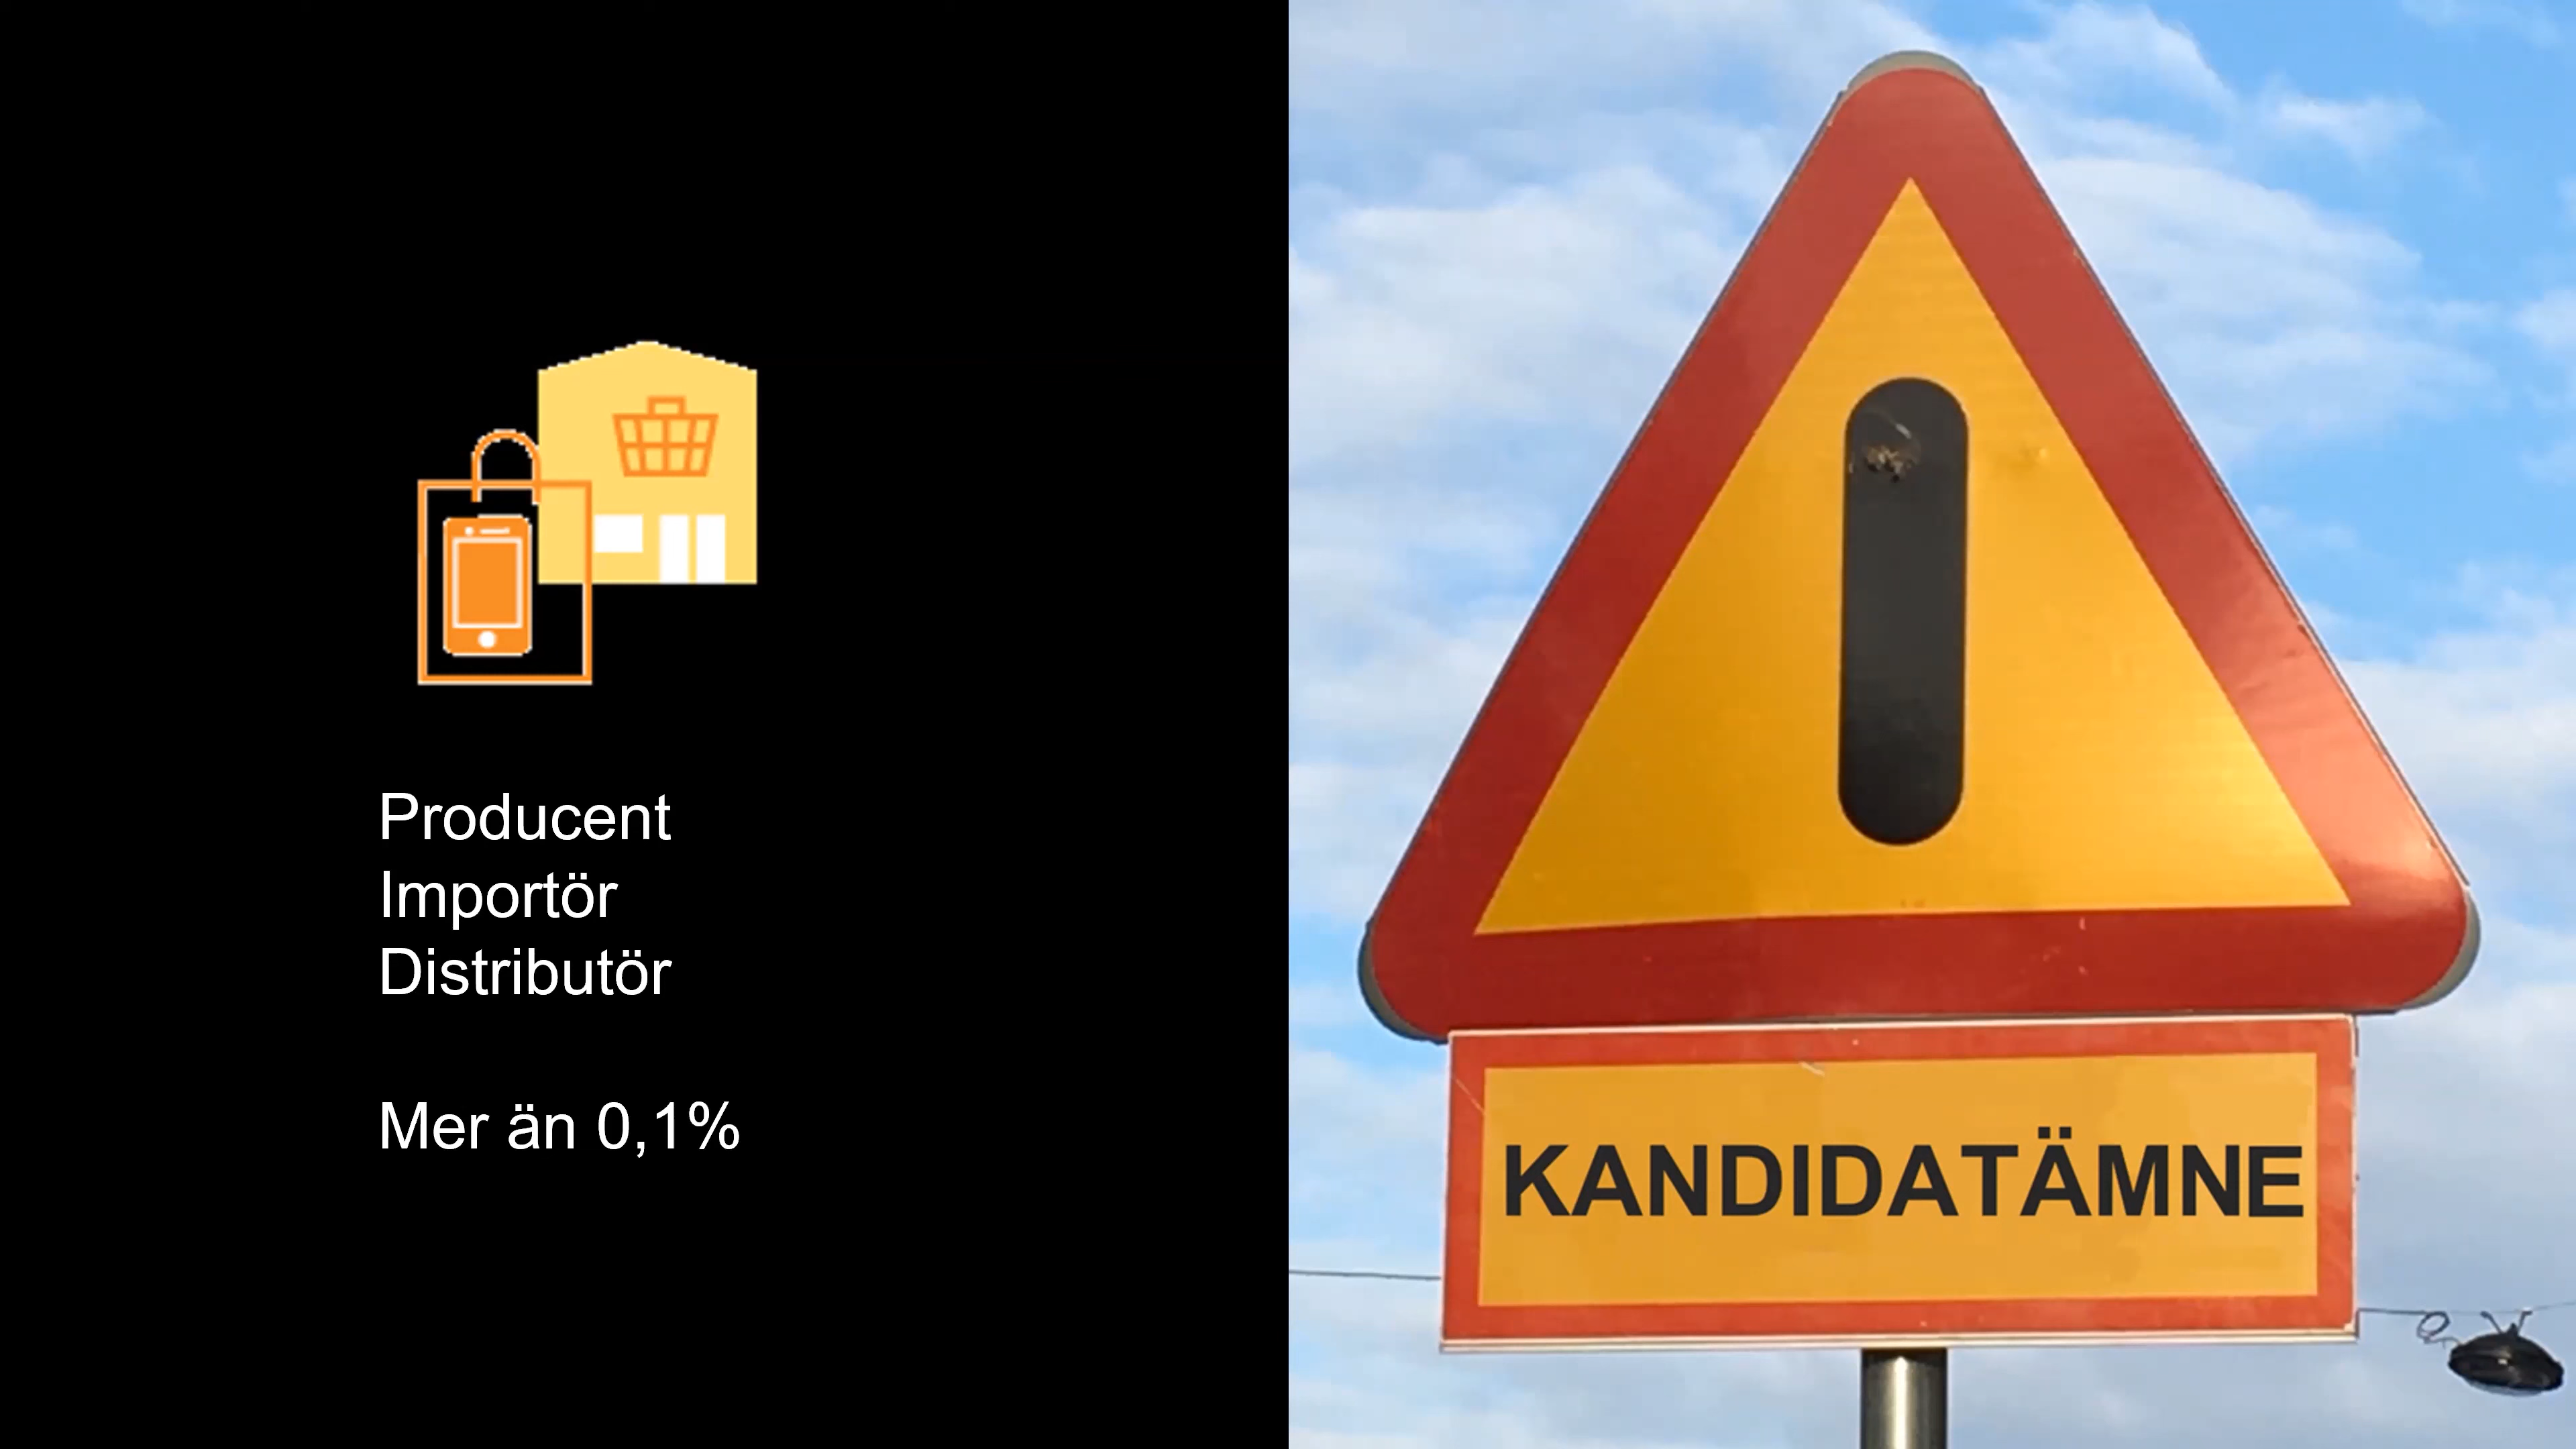 Producent
Importör
Distributör
Mer än 0,1%
KANDIDATÄMNE